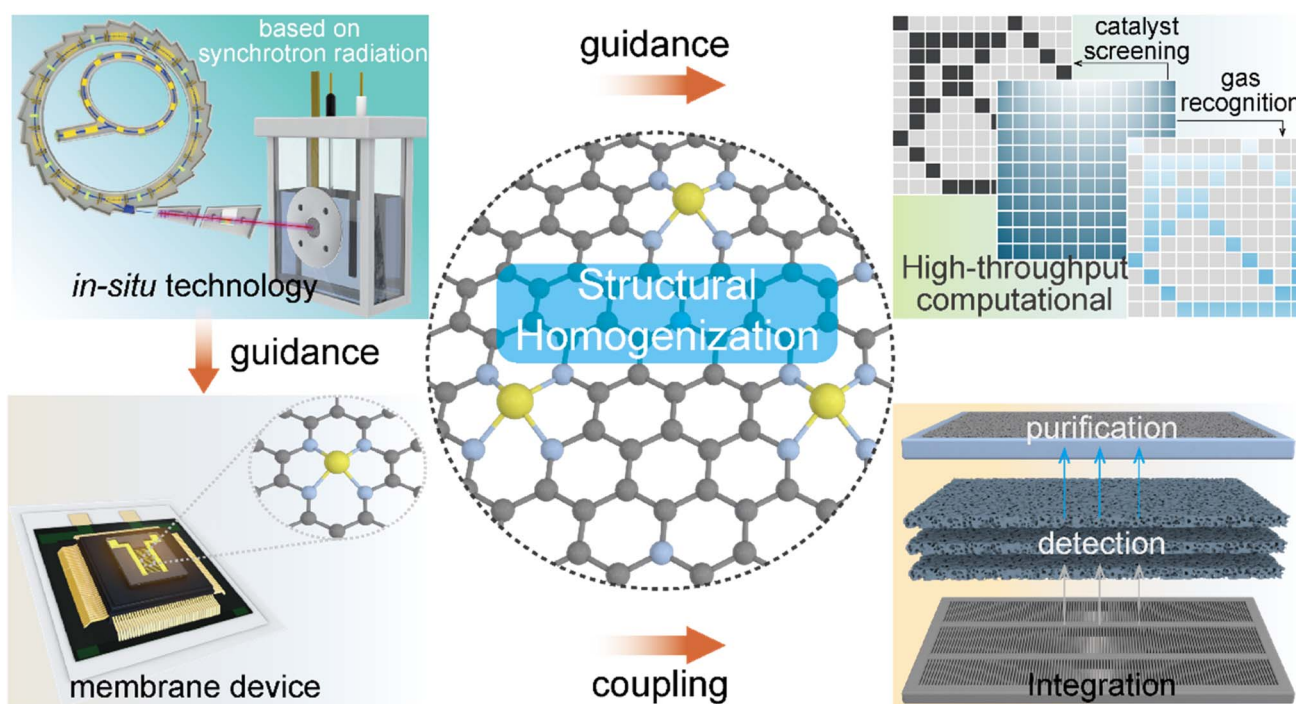 based on
synchrotron radiation
in-situ technology
guidance
guidance
catalyst
screening
gas
recognition
High-throughput
computational
Structural
Homogenization
membrane device
coupling
purification
detection
Integration